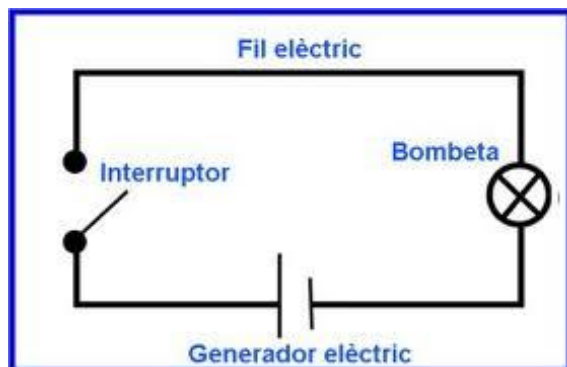 Fil elèctric
Bombeta
Interruptor
Generador elèctric